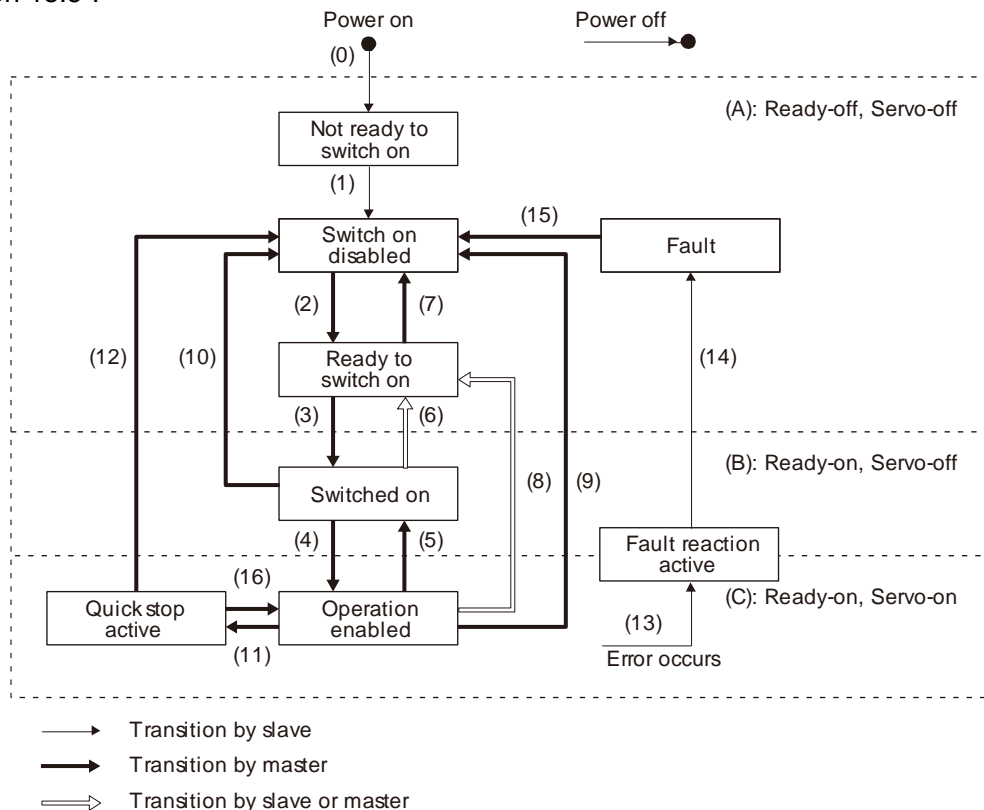 Power on
Power off
(0)
(A): Ready-off, Servo-off
Not ready to
switch on
(1)
(15)
Switch on
disabled
Fault
(2)
(7)
(12)
(10)
Ready to
switch on
(14)
(3)
(6)
(B): Ready-on, Servo-off
(8)
(9)
Switched on
(4)
(5)
Fault reaction
active
(16)
(C): Ready-on, Servo-on
Quick stop
active
Operation
enabled
(13)
(11)
Error occurs
Transition by slave
Transition by master
Transition by slave or master